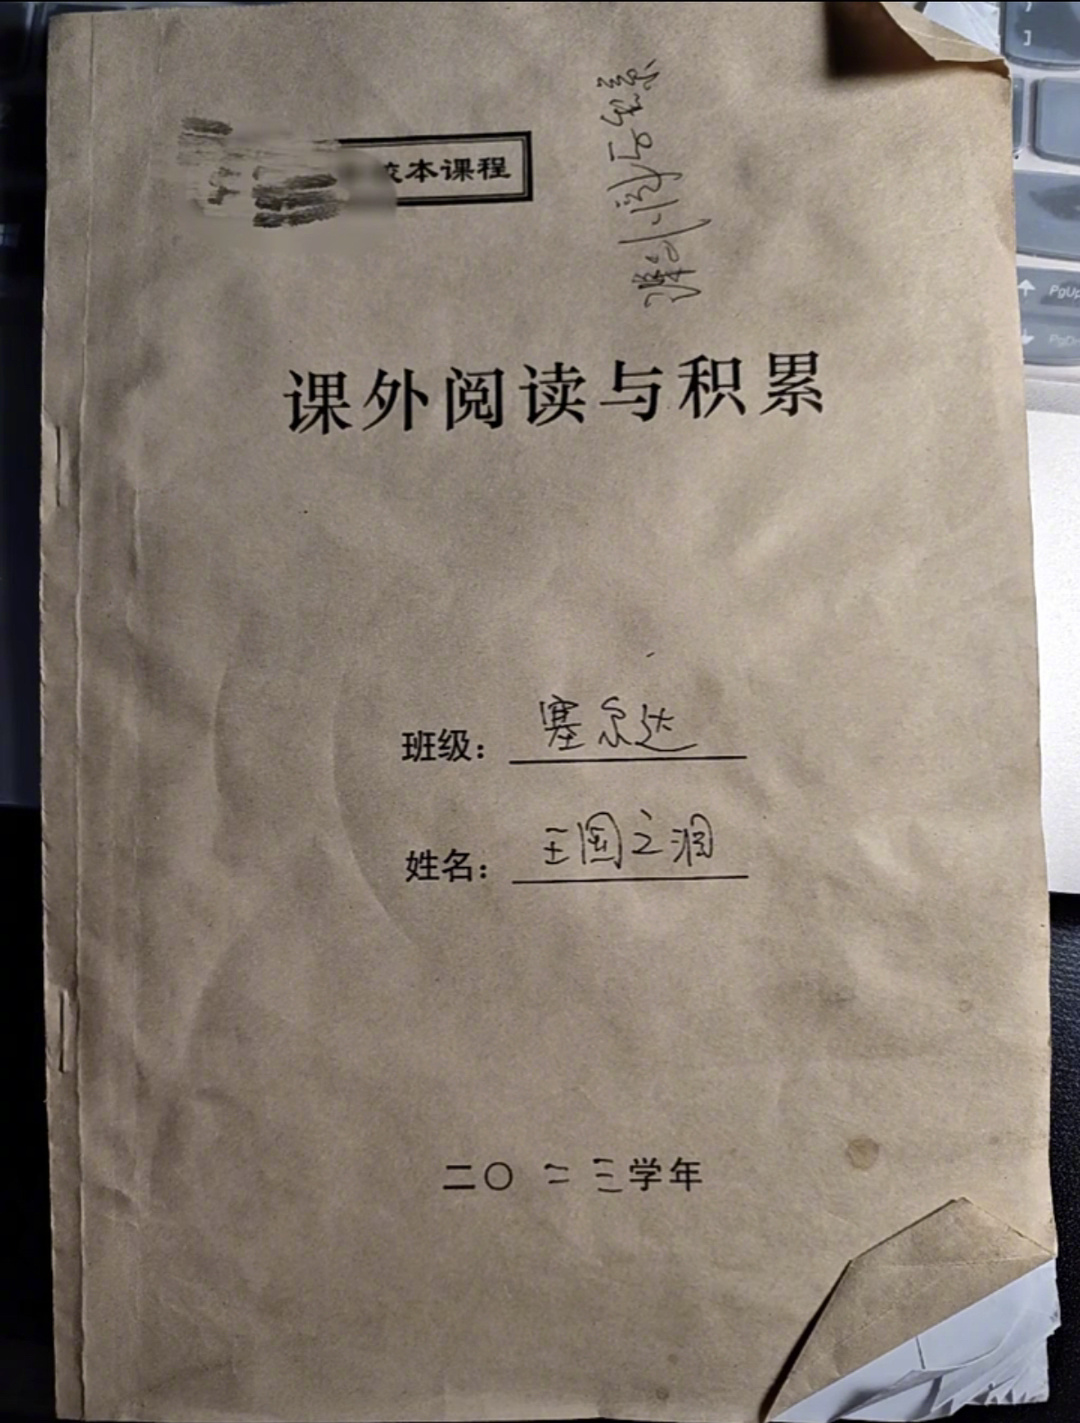 校本课程
课外阅读与积累
班级：塞尔达
姓名：王国之泪
二〇二三学年